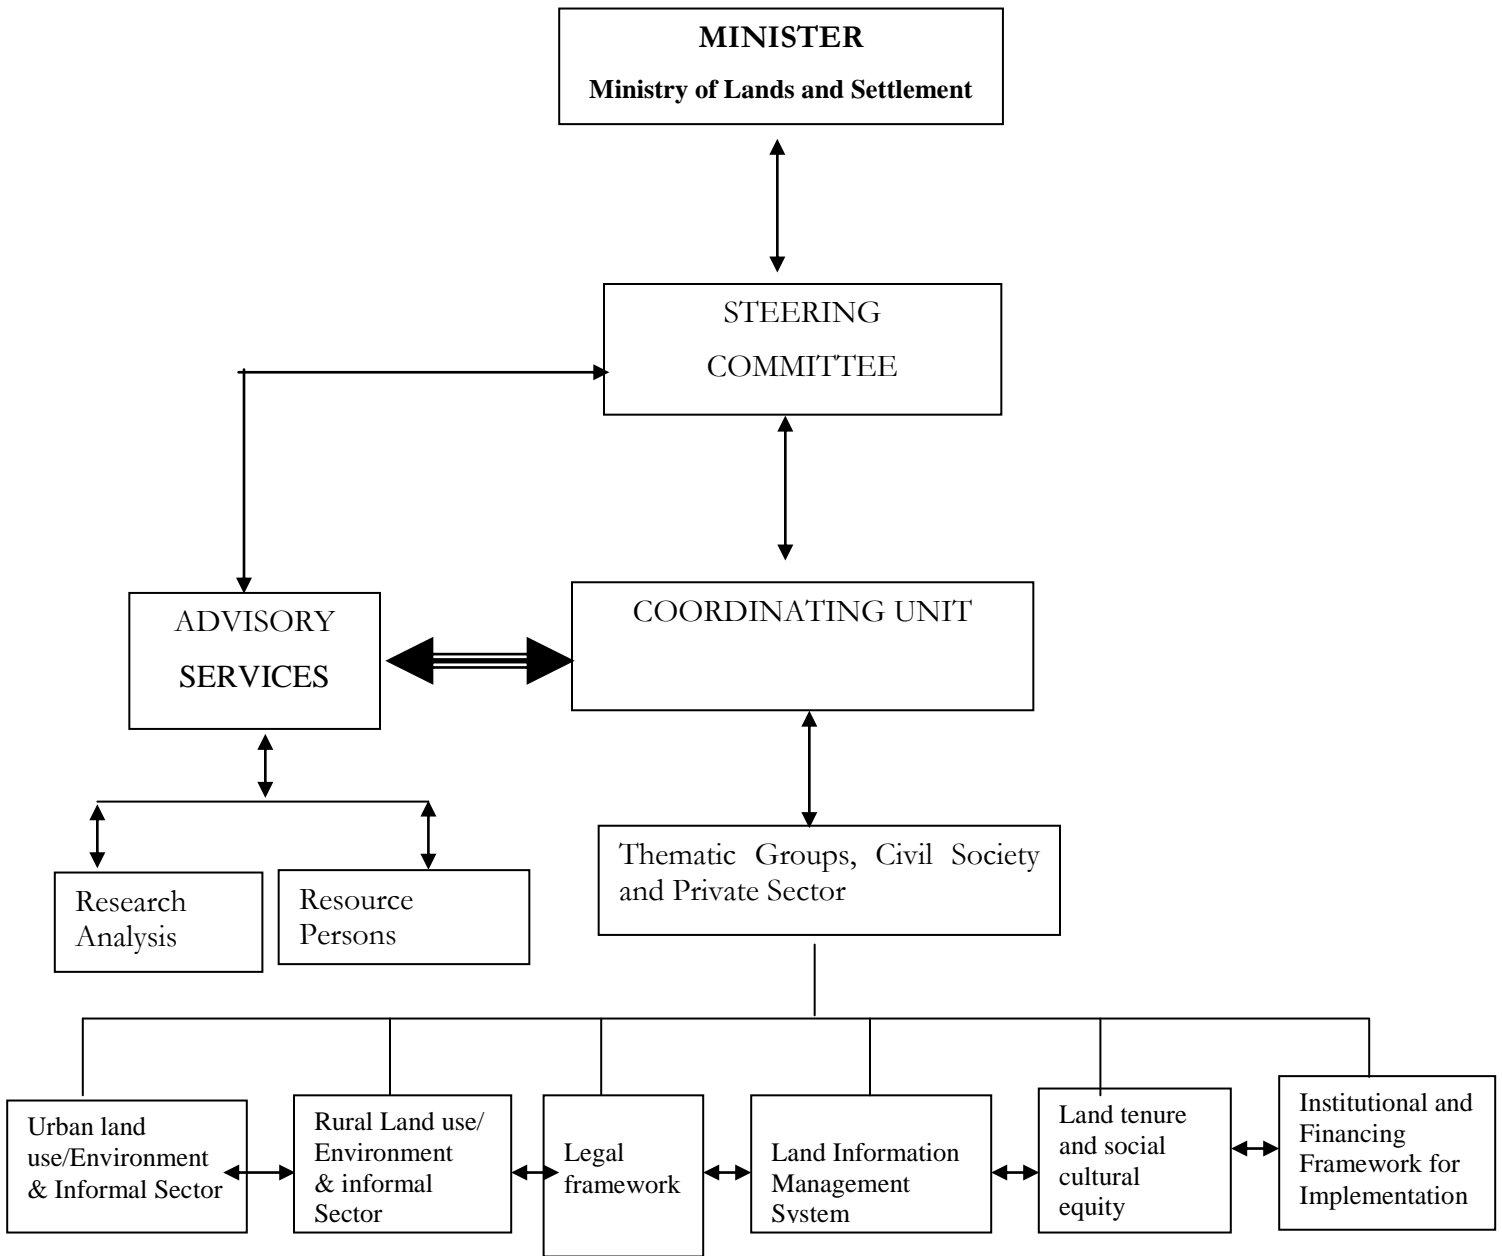 MINISTER
Ministry of Lands and Settlement
STEERING
COMMITTEE
ADVISORY
SERVICES
COORDINATING UNIT
Thematic Groups, Civil Society
and Private Sector
Research
Analysis
Resource
Persons
Urban land
use/Environment
& Informal Sector
Rural Land use/
Environment
& informal
Sector
Legal
framework
Land Information
Management
System
Land tenure
and social
cultural
equity
Institutional and
Financing
Framework for
Implementation